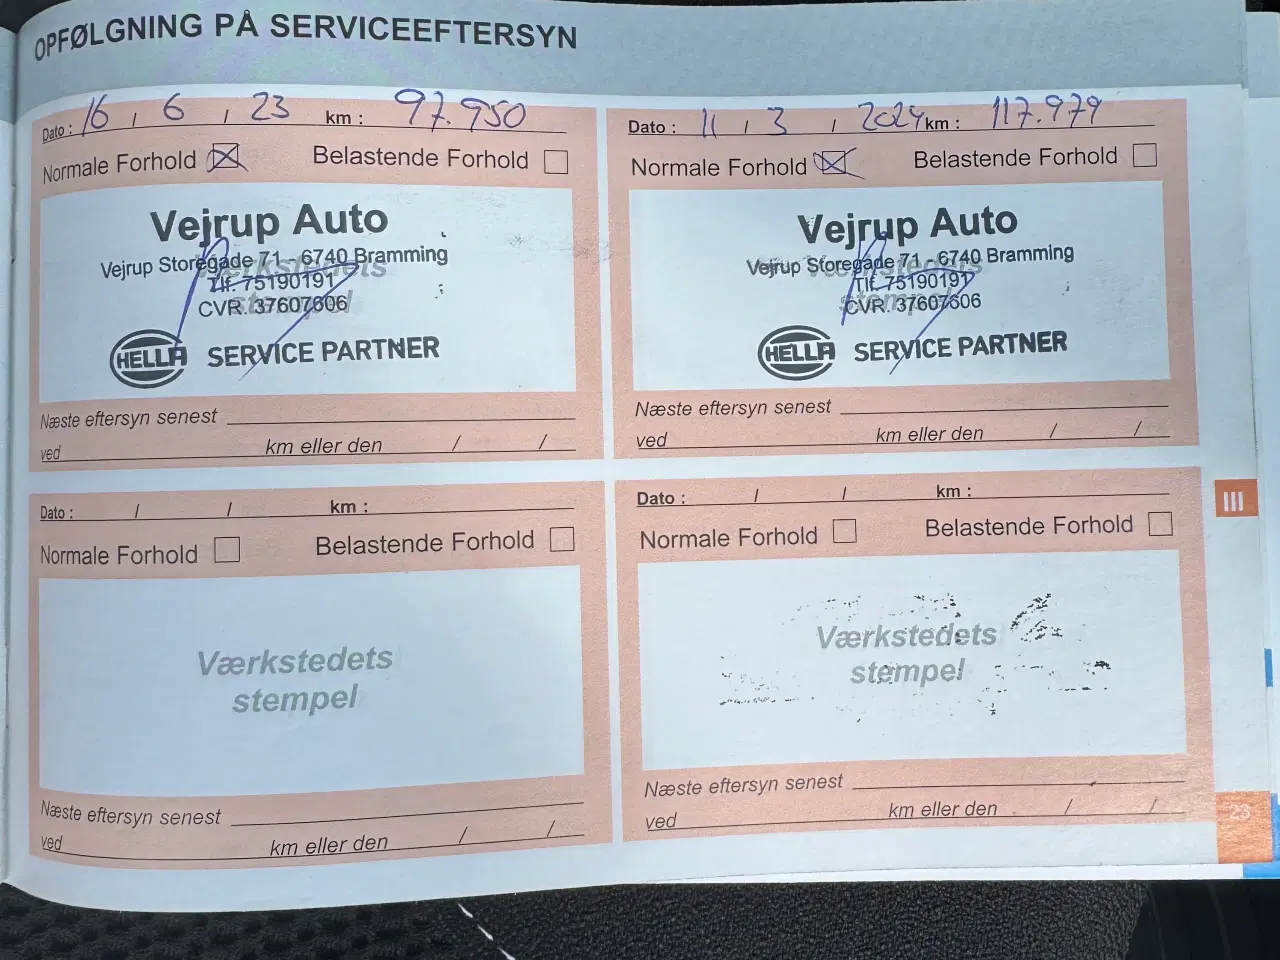 OPFØLGNING PÅ SERVICEEFTERSYN
Dato : 16 / 6 / 23 km : 97.950
Normale Forhold Belastende Forhold
Værkstedets
stempel
Vejrup Auto
Vejrup Storegade 71 - 6740 Bramming
Tlf. 75190191
CVR. 37607606
HELLA SERVICE PARTNER
Næste eftersyn senest
ved km eller den / /
Dato : 11 / 3 / 2024 km : 117.979
Normale Forhold Belastende Forhold
Værkstedets
stempel
Vejrup Auto
Vejrup Storegade 71 - 6740 Bramming
Tlf. 75190191
CVR. 37607606
HELLA SERVICE PARTNER
Næste eftersyn senest
ved km eller den / /
Dato : / / km :
Normale Forhold Belastende Forhold
Værkstedets
stempel
Næste eftersyn senest
ved km eller den / /
Dato : / / km :
Normale Forhold Belastende Forhold
Værkstedets
stempel
Næste eftersyn senest
ved km eller den / /
III
23